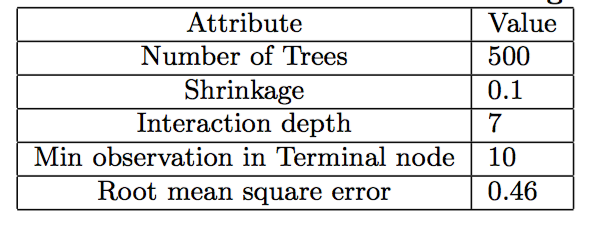 Attribute Value
Number of Trees 500
Shrinkage 0.1
Interaction depth 7
Min observation in Terminal node 10
Root mean square error 0.46